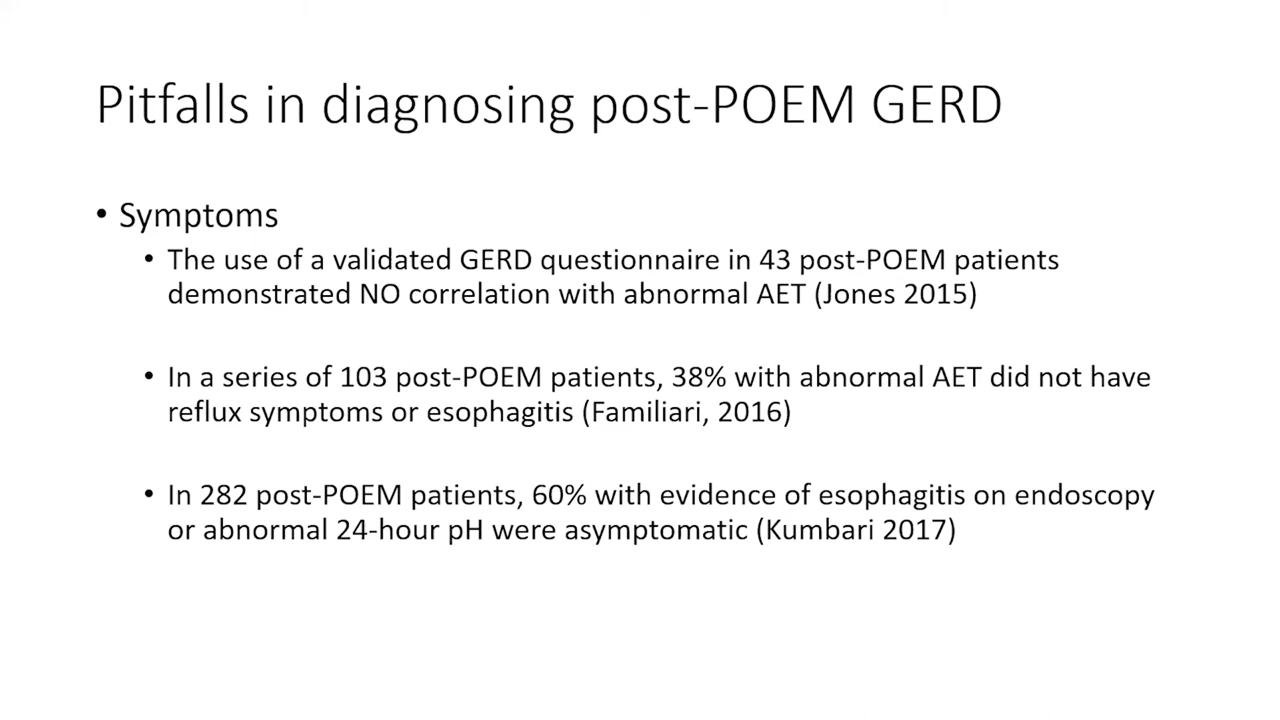 Pitfalls in diagnosing post-POEM GERD
• Symptoms
• The use of a validated GERD questionnaire in 43 post-POEM patients
demonstrated NO correlation with abnormal AET (Jones 2015)
• In a series of 103 post-POEM patients, 38% with abnormal AET did not have
reflux symptoms or esophagitis (Familiari, 2016)
• In 282 post-POEM patients, 60% with evidence of esophagitis on endoscopy
or abnormal 24-hour pH were asymptomatic (Kumbari 2017)